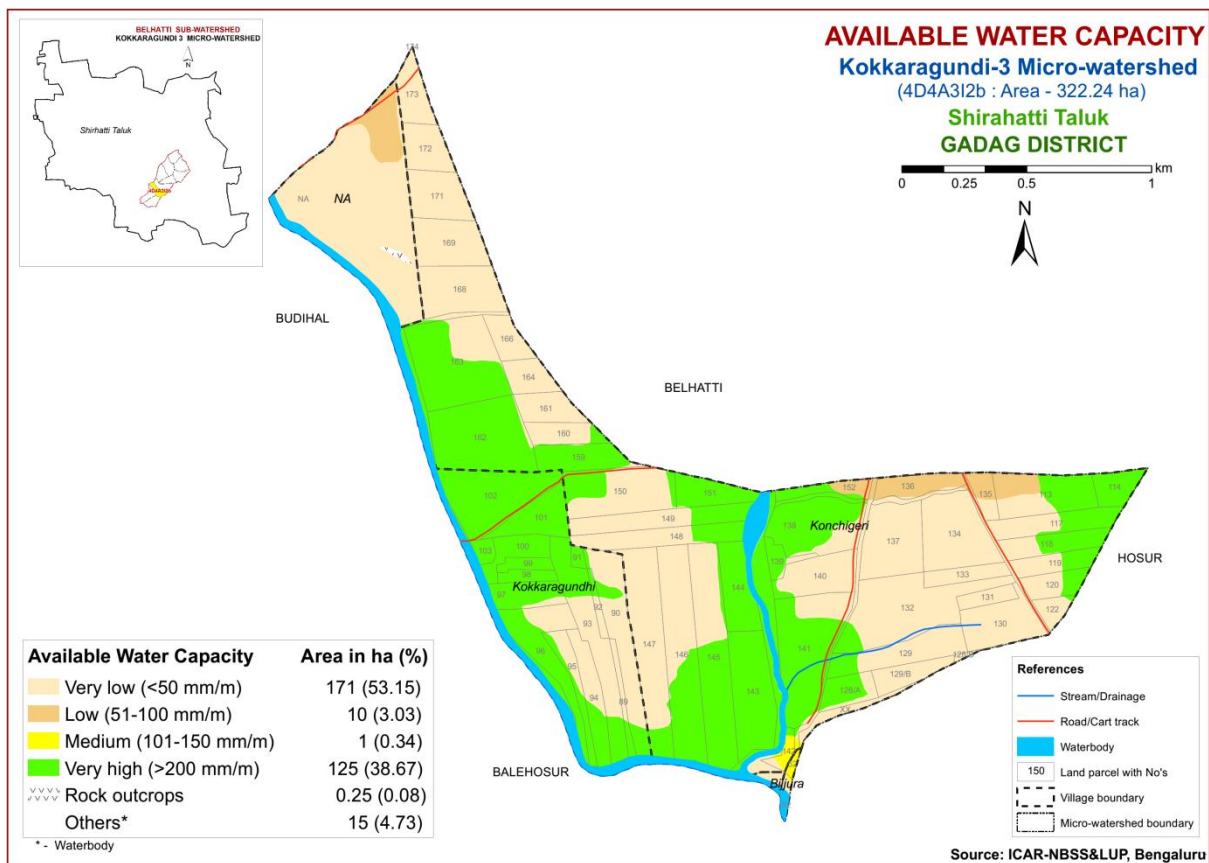 BELHATTI SUB-WATERSHED
KOKKARAGUNDI 3 MICRO-WATERSHED
N
Shirhatti Taluk
4D4A3I2b
AVAILABLE WATER CAPACITY
Kokkaragundi-3 Micro-watershed
(4D4A3I2b : Area - 322.24 ha)
Shirahatti Taluk
GADAG DISTRICT
km
0 0.25 0.5 1
N
174
173
172
NA NA
171
169
168
BUDIHAL
166
163
164
BELHATTI
161
160
162
159
102
150
151
152
136
135
113
114
101
149
138
Konchigeri
117
148
137
134
118
103
100
91
139
HOSUR
99
98
140
133
119
120
Kokkaragundhi
97
144
131
92
90
132
122
93
130
96
147
146
145
141
129
128/B
95
129/B
94
143
128/A
89
XX
142
BALEHOSUR
Bijjura
Available Water Capacity Area in ha (%)
Very low (<50 mm/m) 171 (53.15)
Low (51-100 mm/m) 10 (3.03)
Medium (101-150 mm/m) 1 (0.34)
Very high (>200 mm/m) 125 (38.67)
Rock outcrops 0.25 (0.08)
Others* 15 (4.73)
* - Waterbody
References
Stream/Drainage
Road/Cart track
Waterbody
150 Land parcel with No's
Village boundary
Micro-watershed boundary
Source: ICAR-NBSS&LUP, Bengaluru